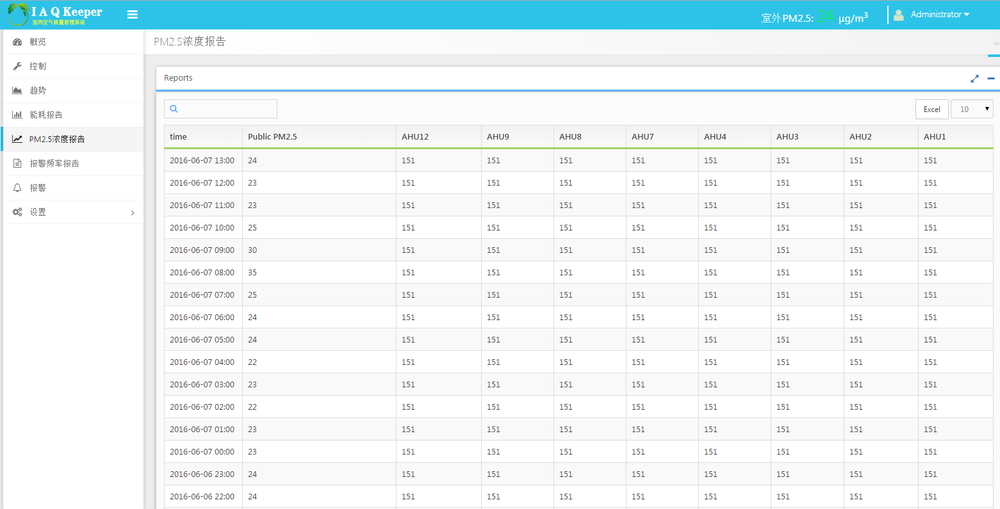 I A Q Keeper
室内空气质量管理系统
室外PM2.5: 24 μg/m³
Administrator
概览
控制
趋势
能耗报告
PM2.5浓度报告
报警频率报告
报警
设置
PM2.5浓度报告
Reports
Excel
10
time Public PM2.5 AHU12 AHU9 AHU8 AHU7 AHU4 AHU3 AHU2 AHU1
2016-06-07 13:00 24 151 151 151 151 151 151 151 151
2016-06-07 12:00 23 151 151 151 151 151 151 151 151
2016-06-07 11:00 23 151 151 151 151 151 151 151 151
2016-06-07 10:00 25 151 151 151 151 151 151 151 151
2016-06-07 09:00 30 151 151 151 151 151 151 151 151
2016-06-07 08:00 35 151 151 151 151 151 151 151 151
2016-06-07 07:00 25 151 151 151 151 151 151 151 151
2016-06-07 06:00 24 151 151 151 151 151 151 151 151
2016-06-07 05:00 24 151 151 151 151 151 151 151 151
2016-06-07 04:00 22 151 151 151 151 151 151 151 151
2016-06-07 03:00 23 151 151 151 151 151 151 151 151
2016-06-07 02:00 22 151 151 151 151 151 151 151 151
2016-06-07 01:00 23 151 151 151 151 151 151 151 151
2016-06-07 00:00 23 151 151 151 151 151 151 151 151
2016-06-06 23:00 24 151 151 151 151 151 151 151 151
2016-06-06 22:00 24 151 151 151 151 151 151 151 151